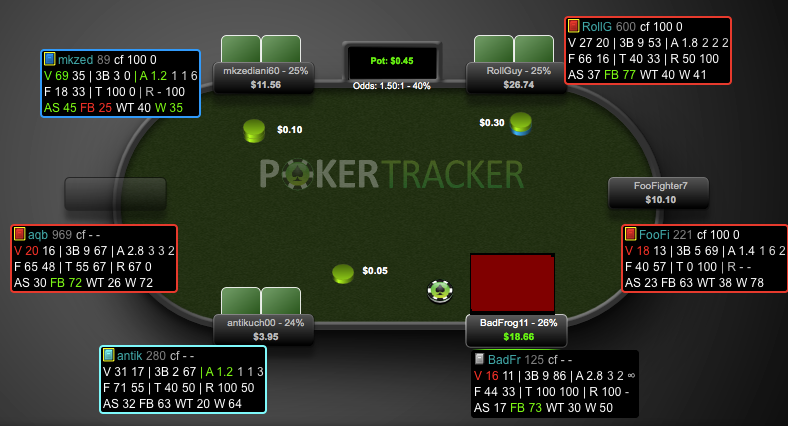 mkzed 89 cf 100 0
V 69 35 | 3B 3 0 | A 1.2 1 1 6
F 18 33 | T 100 0 | R - 100
AS 45 FB 25 WT 40 W 35
mkzediani60 - 25%
$11.56
Pot: $0.45
Odds: 1.50:1 - 40%
RollGuy - 25%
$26.74
RollG 600 cf 100 0
V 27 20 | 3B 9 53 | A 1.8 2 2 2
F 66 16 | T 40 33 | R 50 100
AS 37 FB 77 WT 40 W 41
$0.10
$0.30
POKERTRACKER
FooFighter7
$10.10
aqb 969 cf - -
V 20 16 | 3B 9 67 | A 2.8 3 3 2
F 65 48 | T 55 67 | R 67 0
AS 30 FB 72 WT 26 W 72
FooFi 221 cf 100 0
V 18 13 | 3B 5 69 | A 1.4 1 6 2
F 40 57 | T 0 100 | R - -
AS 23 FB 63 WT 38 W 78
$0.05
antikuch00 - 24%
$3.95
BadFrog11 - 26%
$18.66
antik 280 cf - -
V 31 17 | 3B 2 67 | A 1.2 1 1 3
F 71 55 | T 40 50 | R 100 50
AS 32 FB 63 WT 20 W 64
BadFr 125 cf - -
V 16 11 | 3B 9 86 | A 2.8 3 2 ∞
F 44 33 | T 100 100 | R 100 -
AS 17 FB 73 WT 30 W 50